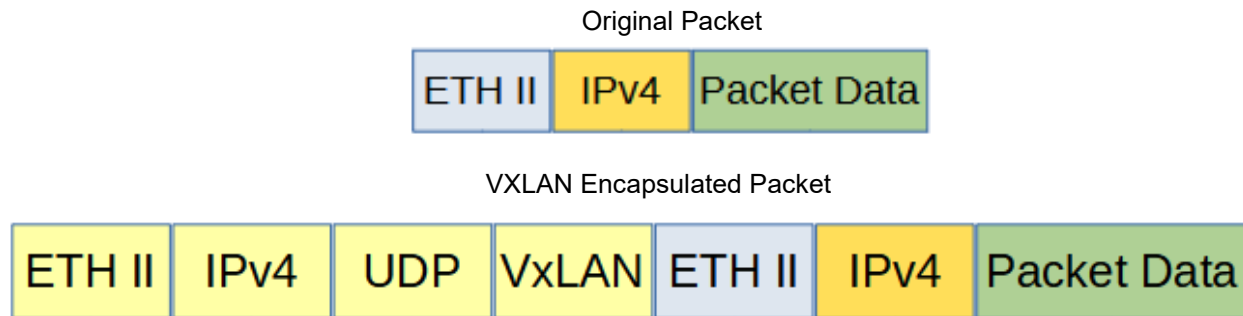 Original Packet
ETH II IPv4 Packet Data
VXLAN Encapsulated Packet
ETH II IPv4 UDP VxLAN ETH II IPv4 Packet Data